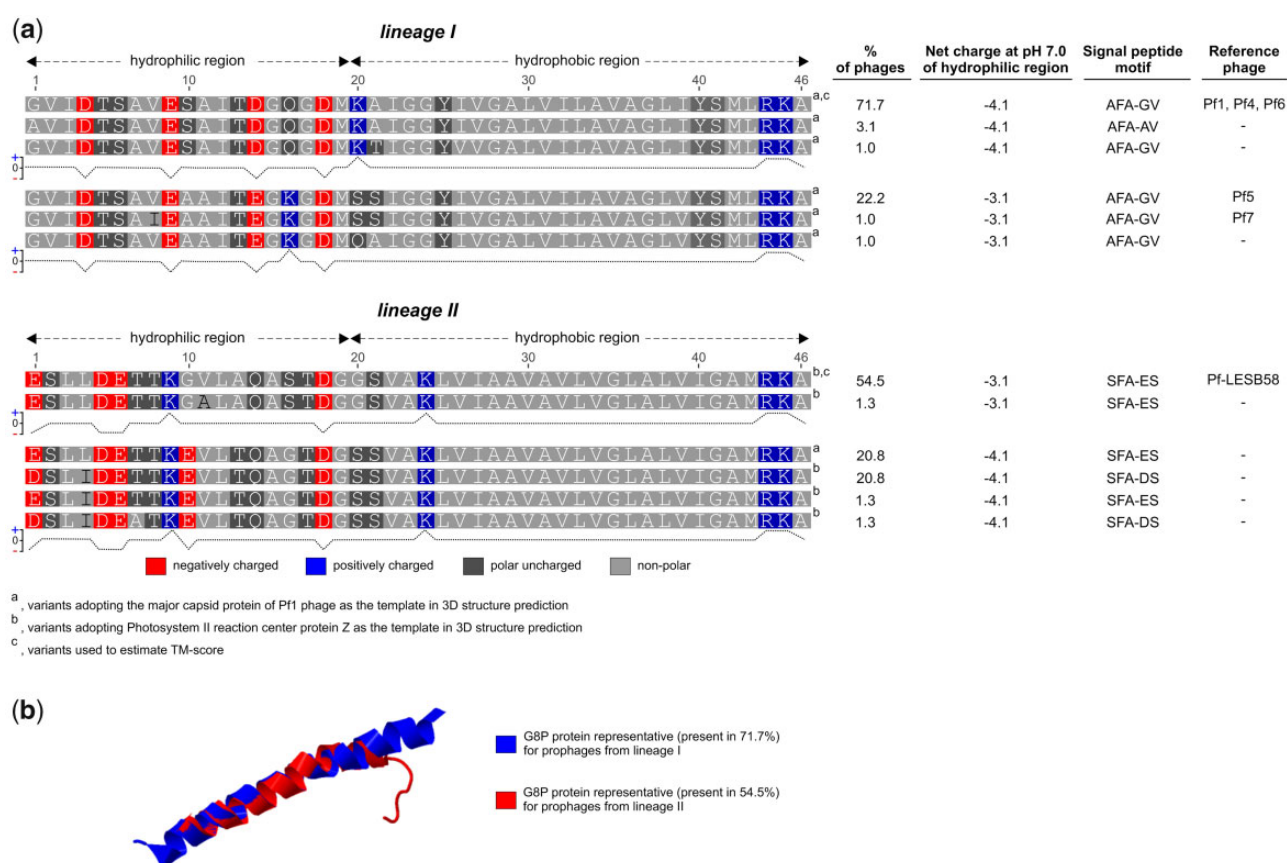 (a)
lineage I
hydrophilic region hydrophobic region
1 10 20 30 40 46
% of phages
Net charge at pH 7.0 of hydrophilic region
Signal peptide motif
Reference phage
GVIDTSAVESAITDGQGDMKAIGGYIVGALVILAVAGLIYSMLRKA a,c 71.7 -4.1 AFA-GV Pf1, Pf4, Pf6
AVIDTSAVESAITDGQGDMKAIGGYIVGALVILAVAGLIYSMLRKA a 3.1 -4.1 AFA-AV -
GVIDTSAVESAITDGQGDMKTIGGYIVGALVILAVAGLIYSMLRKA a 1.0 -4.1 AFA-GV -
+
0
-
GVIDTSAVEAAITEGKGDMSSIGGYIVGALVILAVAGLIYSMLRKA a 22.2 -3.1 AFA-GV Pf5
GVIDTSAIEAAITEGKGDMSSIGGYIVGALVILAVAGLIYSMLRKA a 1.0 -3.1 AFA-GV Pf7
GVIDTSAVEAAITEGKGDMQAIGGYIVGALVILAVAGLIYSMLRKA a 1.0 -3.1 AFA-GV -
+
0
-
lineage II
hydrophilic region hydrophobic region
1 10 20 30 40 46
ESLLDETTKGVLAQASTDGGSVAKLVIAAVAVLVGLALVIGAMRKA b,c 54.5 -3.1 SFA-ES Pf-LESB58
ESLLDETTKGALAQASTDGGSVAKLVIAAVAVLVGLALVIGAMRKA b 1.3 -3.1 SFA-ES -
+
0
-
ESLLDETTKEVLTQAGTDGSSVAKLVIAAVAVLVGLALVIGAMRKA a 20.8 -4.1 SFA-ES -
DSLIDETTKEVLTQAGTDGSSVAKLVIAAVAVLVGLALVIGAMRKA b 20.8 -4.1 SFA-DS -
ESLIDETTKEVLTQAGTDGSSVAKLVIAAVAVLVGLALVIGAMRKA b 1.3 -4.1 SFA-ES -
DSLIDEATKEVLTQAGTDGSSVAKLVIAAVAVLVGLALVIGAMRKA b 1.3 -4.1 SFA-DS -
+
0
-
negatively charged positively charged polar uncharged non-polar
a, variants adopting the major capsid protein of Pf1 phage as the template in 3D structure prediction
b, variants adopting Photosystem II reaction center protein Z as the template in 3D structure prediction
c, variants used to estimate TM-score
(b)
G8P protein representative (present in 71.7%)
for prophages from lineage I
G8P protein representative (present in 54.5%)
for prophages from lineage II